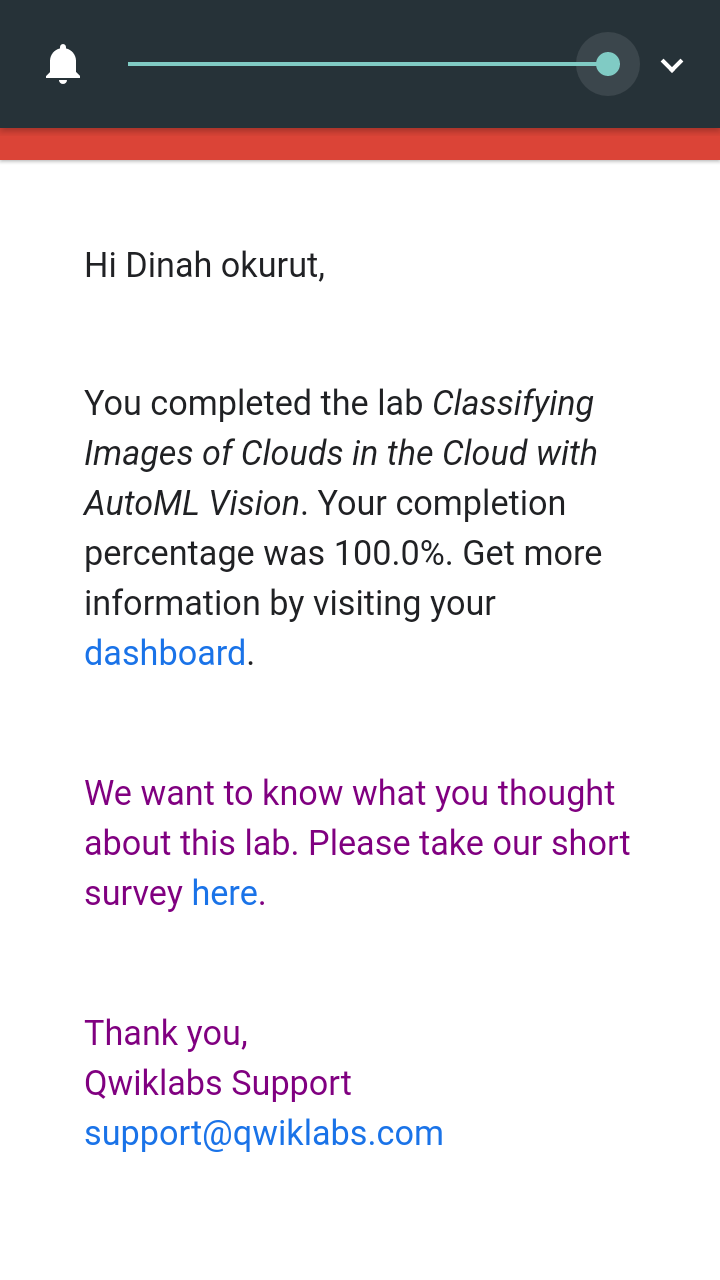 Hi Dinah okurut,
You completed the lab Classifying
Images of Clouds in the Cloud with
AutoML Vision. Your completion
percentage was 100.0%. Get more
information by visiting your
dashboard.
We want to know what you thought
about this lab. Please take our short
survey here.
Thank you,
Qwiklabs Support
support@qwiklabs.com